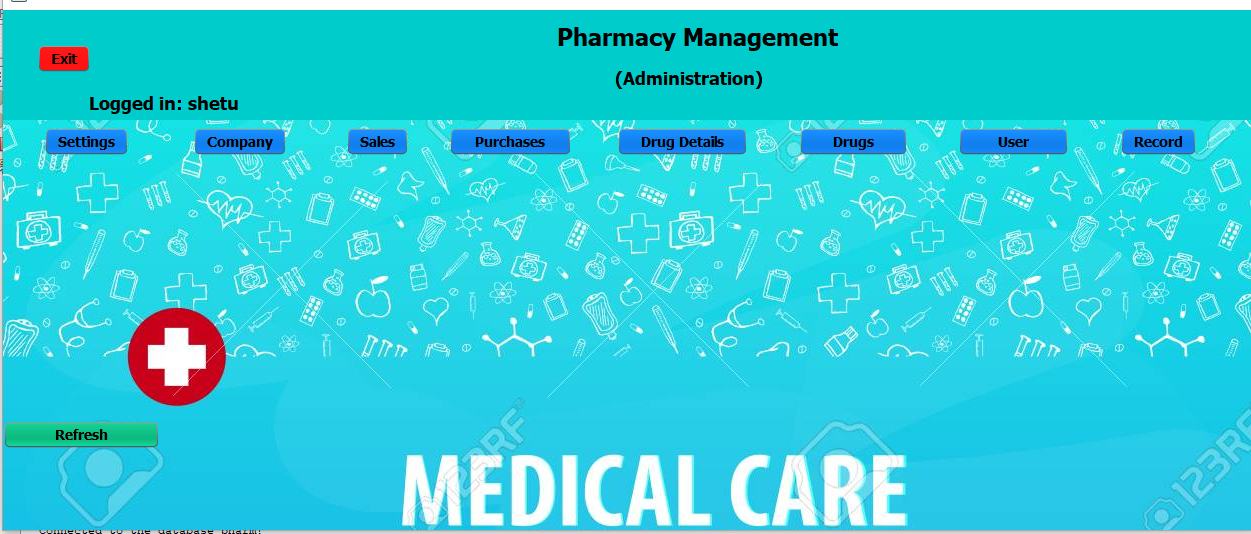 Pharmacy Management
Exit
(Administration)
Logged in: shetu
Settings Company Sales Purchases Drug Details Drugs User Record
Refresh
MEDICAL CARE
123RF
123RF
Connected to the database pharm!